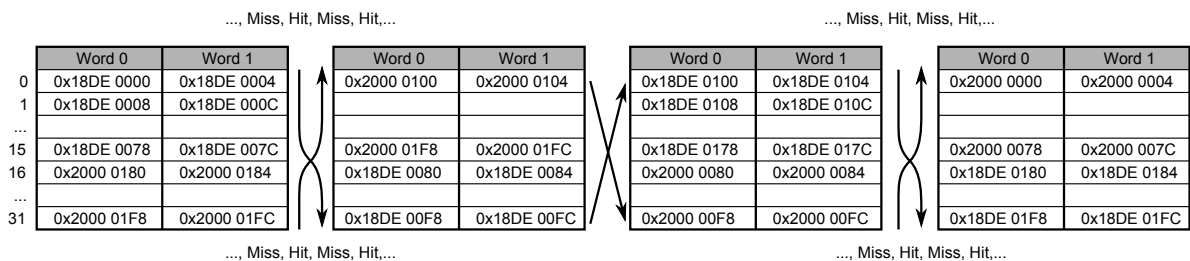 ..., Miss, Hit, Miss, Hit,... ..., Miss, Hit, Miss, Hit,...
Word 0 Word 1 Word 0 Word 1 Word 0 Word 1 Word 0 Word 1
0 0x18DE 0000 0x18DE 0004 0x2000 0100 0x2000 0104 0x18DE 0100 0x18DE 0104 0x2000 0000 0x2000 0004
1 0x18DE 0008 0x18DE 000C 0x18DE 0108 0x18DE 010C
...
15 0x18DE 0078 0x18DE 007C 0x2000 01F8 0x2000 01FC 0x18DE 0178 0x18DE 017C 0x2000 0078 0x2000 007C
16 0x2000 0180 0x2000 0184 0x18DE 0080 0x18DE 0084 0x2000 0080 0x2000 0084 0x18DE 0180 0x18DE 0184
...
31 0x2000 01F8 0x2000 01FC 0x18DE 00F8 0x18DE 00FC 0x2000 00F8 0x2000 00FC 0x18DE 01F8 0x18DE 01FC
..., Miss, Hit, Miss, Hit,... ..., Miss, Hit, Miss, Hit,...